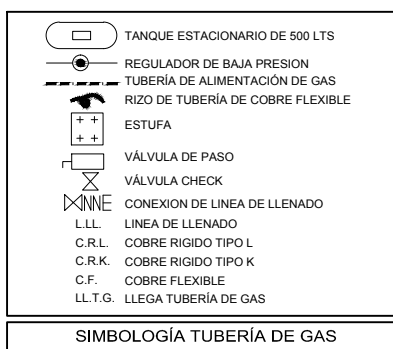 TANQUE ESTACIONARIO DE 500 LTS
REGULADOR DE BAJA PRESION
TUBERÍA DE ALIMENTACIÓN DE GAS
RIZO DE TUBERÍA DE COBRE FLEXIBLE
ESTUFA
VÁLVULA DE PASO
VÁLVULA CHECK
NNE CONEXION DE LINEA DE LLENADO
L.LL. LINEA DE LLENADO
C.R.L. COBRE RIGIDO TIPO L
C.R.K. COBRE RIGIDO TIPO K
C.F. COBRE FLEXIBLE
LL.T.G. LLEGA TUBERÍA DE GAS
SIMBOLOGÍA TUBERÍA DE GAS